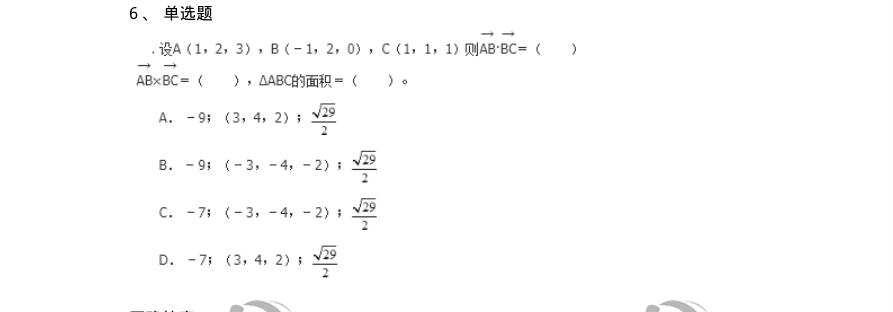 6、 单选题
.设A（1，2，3），B（－1，2，0），C（1，1，1）则AB·BC＝（ ）
AB×BC＝（ ），ΔABC的面积＝（ ）。
A. －9；（3，4，2）；√29/2
B. －9；（－3，－4，－2）；√29/2
C. －7；（－3，－4，－2）；√29/2
D. －7；（3，4，2）；√29/2